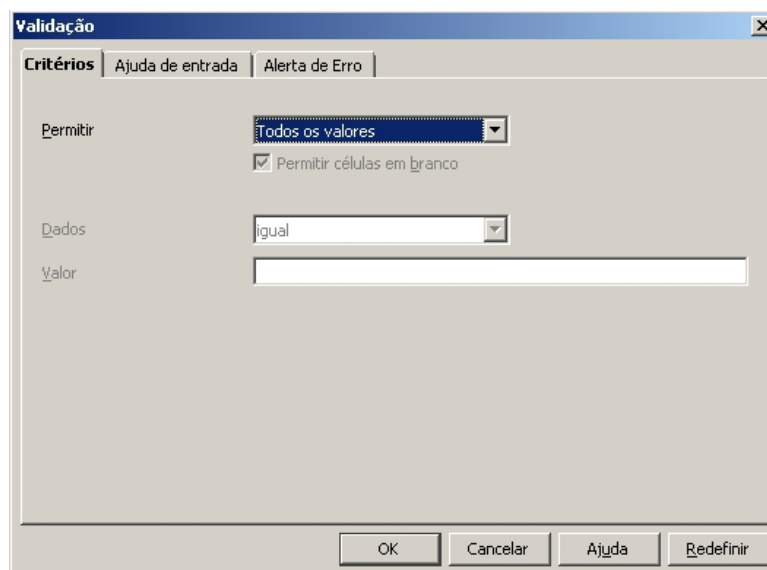 Validação
Critérios Ajuda de entrada Alerta de Erro
Permitir Todos os valores
Permitir células em branco
Dados igual
Valor
OK Cancelar Ajuda Redefinir